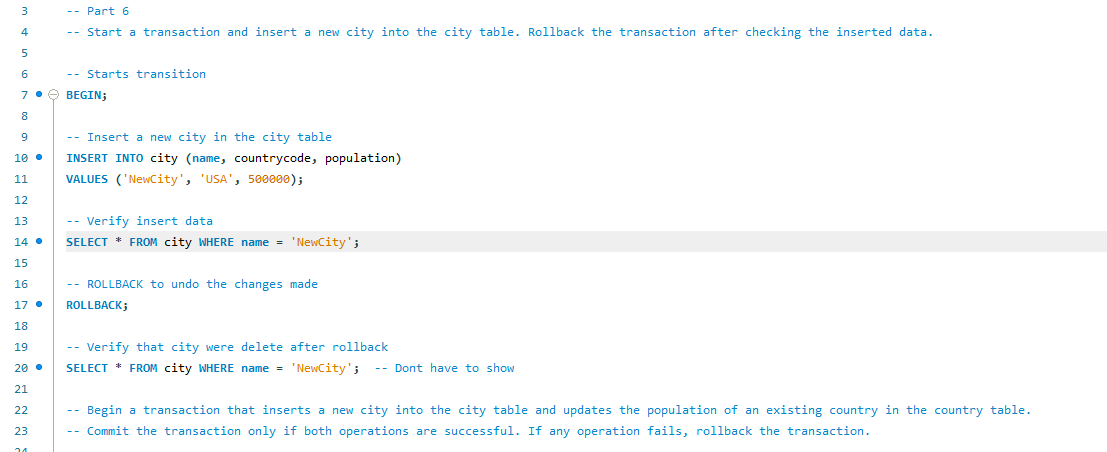 3 -- Part 6
4 -- Start a transaction and insert a new city into the city table. Rollback the transaction after checking the inserted data.
5
6 -- Starts transition
7 BEGIN;
8
9 -- Insert a new city in the city table
10 INSERT INTO city (name, countrycode, population)
11 VALUES ('NewCity', 'USA', 500000);
12
13 -- Verify insert data
14 SELECT * FROM city WHERE name = 'NewCity';
15
16 -- ROLLBACK to undo the changes made
17 ROLLBACK;
18
19 -- Verify that city were delete after rollback
20 SELECT * FROM city WHERE name = 'NewCity';  -- Dont have to show
21
22 -- Begin a transaction that inserts a new city into the city table and updates the population of an existing country in the country table.
23 -- Commit the transaction only if both operations are successful. If any operation fails, rollback the transaction.
24